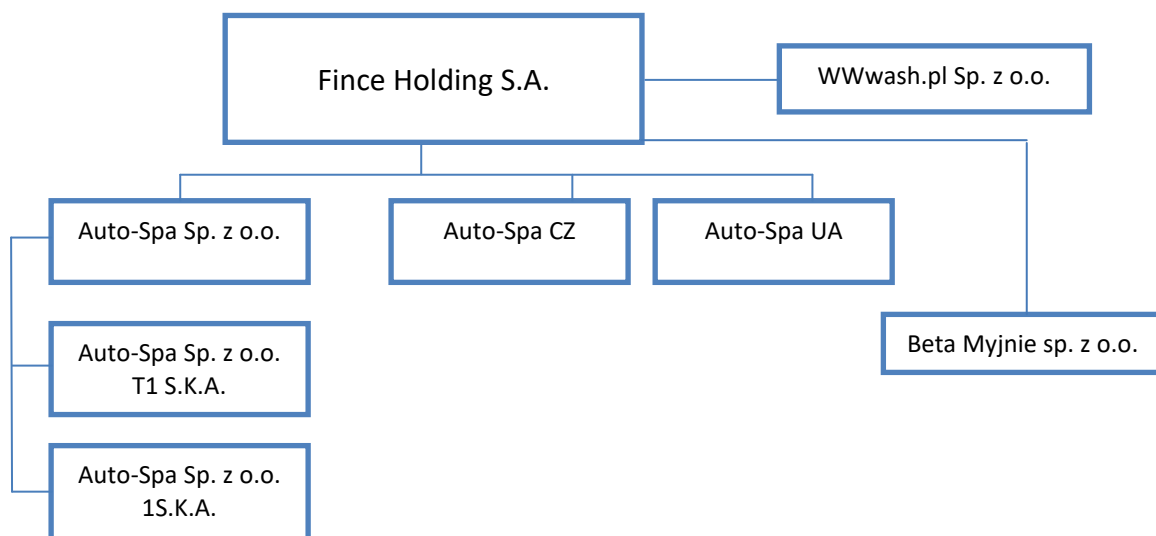 Fince Holding S.A.
WWwash.pl Sp. z o.o.
Auto-Spa Sp. z o.o.
Auto-Spa CZ
Auto-Spa UA
Beta Myjnie sp. z o.o.
Auto-Spa Sp. z o.o.
T1 S.K.A.
Auto-Spa Sp. z o.o.
1S.K.A.